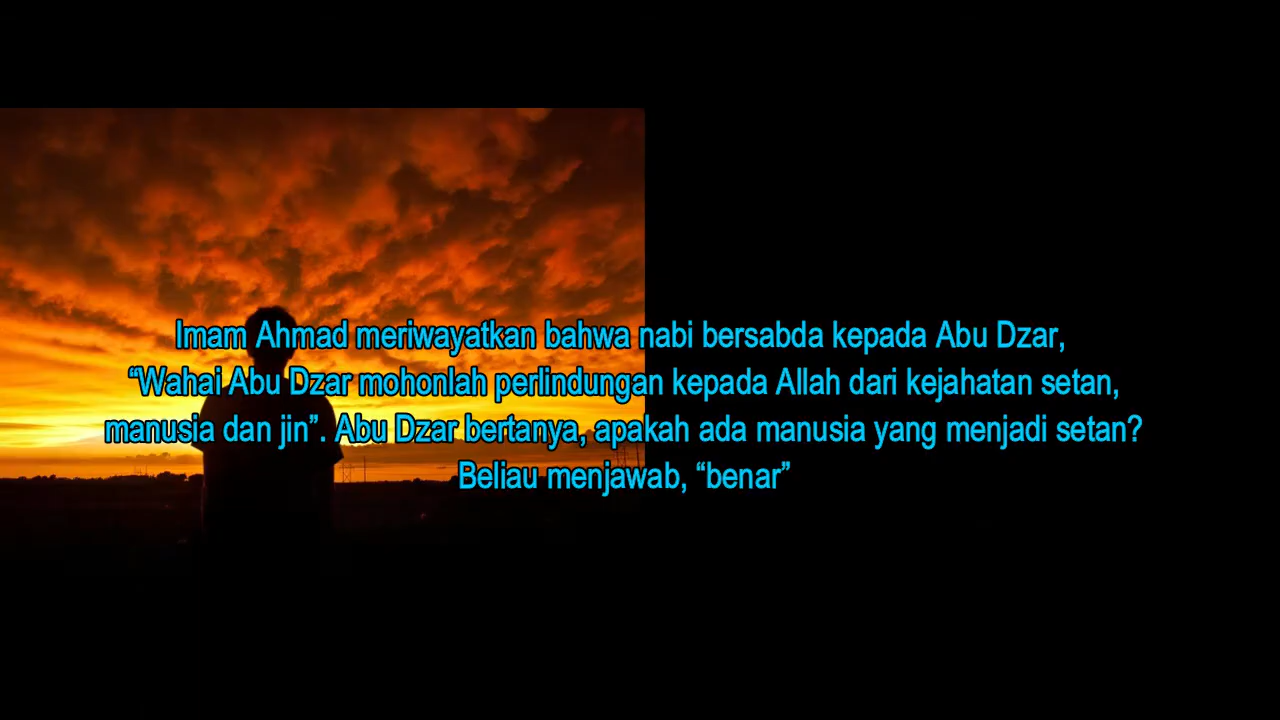 Imam Ahmad meriwayatkan bahwa nabi bersabda kepada Abu Dzar,
“Wahai Abu Dzar mohonlah perlindungan kepada Allah dari kejahatan setan,
manusia dan jin”. Abu Dzar bertanya, apakah ada manusia yang menjadi setan?
Beliau menjawab, “benar”